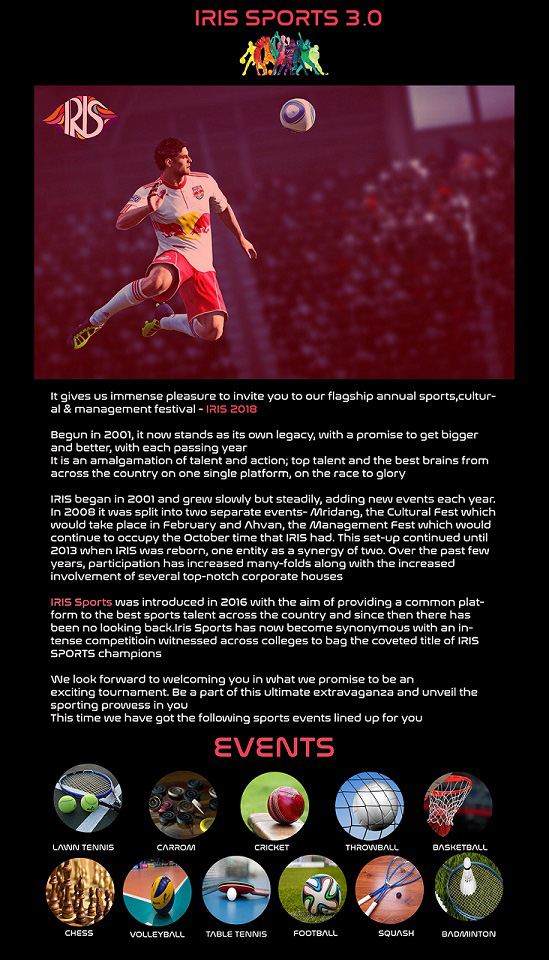 IRIS SPORTS 3.0
IRIS
It gives us immense pleasure to invite you to our flagship annual sports,cultur-
al & management festival - IRIS 2018
Begun in 2001, it now stands as its own legacy, with a promise to get bigger
and better, with each passing year
It is an amalgamation of talent and action; top talent and the best brains from
across the country on one single platform, on the race to glory
IRIS began in 2001 and grew slowly but steadily, adding new events each year.
In 2008 it was split into two separate events- Mridang, the Cultural Fest which
would take place in February and Ahvan, the Management Fest which would
continue to occupy the October time that IRIS had. This set-up continued until
2013 when IRIS was reborn, one entity as a synergy of two. Over the past few
years, participation has increased many-folds along with the increased
involvement of several top-notch corporate houses
IRIS Sports was introduced in 2016 with the aim of providing a common plat-
form to the best sports talent across the country and since then there has
been no looking back.Iris Sports has now become synonymous with an in-
tense competitioin witnessed across colleges to bag the coveted title of IRIS
SPORTS champions
We look forward to welcoming you in what we promise to be an
exciting tournament. Be a part of this ultimate extravaganza and unveil the
sporting prowess in you
This time we have got the following sports events lined up for you
EVENTS
LAWN TENNIS CARROM CRICKET THROWBALL BASKETBALL
CHESS VOLLEYBALL TABLE TENNIS FOOTBALL SQUASH BADMINTON